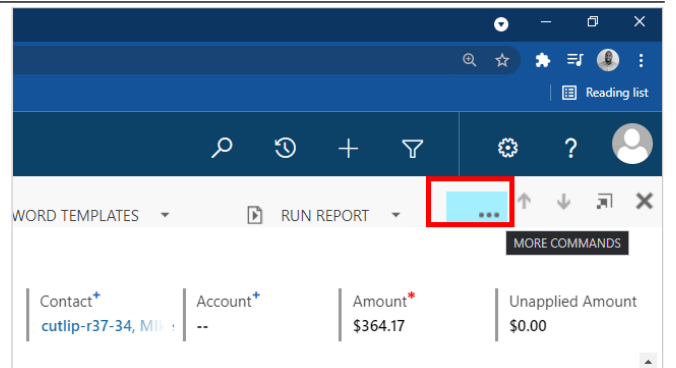 Reading list
?
WORD TEMPLATES
RUN REPORT
...
MORE COMMANDS
Contact+ Account+ Amount* Unapplied Amount
cutlip-r37-34, -- $364.17 $0.00